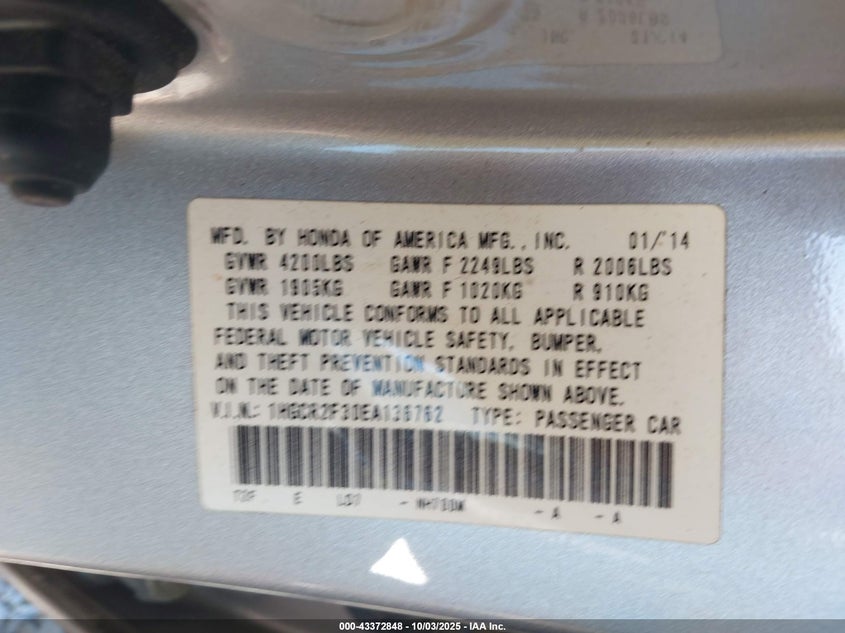 MFD. BY HONDA OF AMERICA MFG., INC. 01/'14
GVWR 4200LBS GAWR F 2249LBS R 2006LBS
GVWR 1905KG GAWR F 1020KG R 910KG
THIS VEHICLE CONFORMS TO ALL APPLICABLE
FEDERAL MOTOR VEHICLE SAFETY, BUMPER,
AND THEFT PREVENTION STANDARDS IN EFFECT
ON THE DATE OF MANUFACTURE SHOWN ABOVE.
V.I.N.: 1HGCR2F30EA136762 TYPE: PASSENGER CAR
E - NH700M - A - A
000-43372848 - 10/03/2025 - IAA Inc.